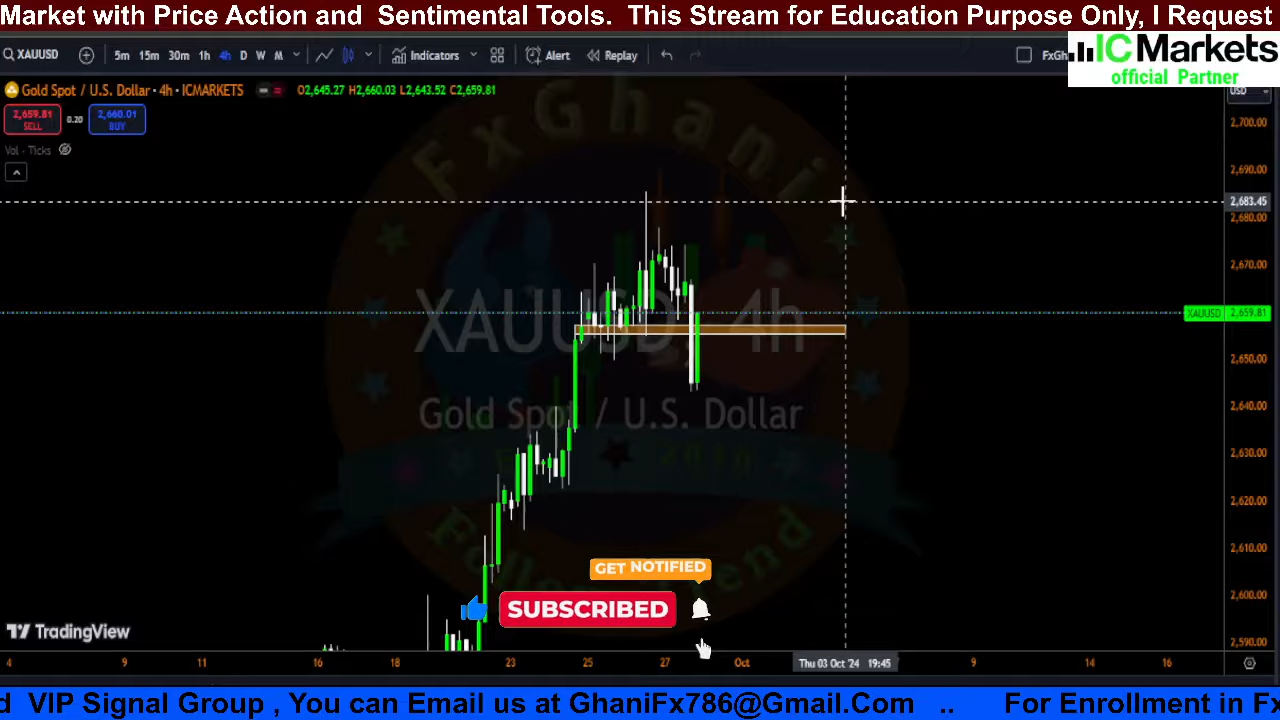 Market with Price Action and Sentimental Tools. This Stream for Education Purpose Only, I Request
XAUUSD 5m 15m 30m 1h 4h D W M Indicators Alert Replay FxGh
IC Markets
official Partner
Gold Spot / U.S. Dollar · 4h · ICMARKETS O2,645.27 H2,660.03 L2,643.52 C2,659.81
USD
2,659.81 SELL 0.20 2,660.01 BUY
Vol · Ticks
FxGhani
2,700.00
2,690.00
2,683.45
2,680.00
2,670.00
XAUUSD 2,659.81
XAUUSD, 4h
2,650.00
Gold Spot / U.S. Dollar
2,640.00
2,630.00
2,620.00
2,610.00
2,600.00
2,590.00
GET NOTIFIED
SUBSCRIBED
TradingView
4 9 11 16 18 23 25 27 Oct Thu 03 Oct '24 19:45 9 14 16
d VIP Signal Group , You can Email us at GhaniFx786@Gmail.Com .. For Enrollment in Fx